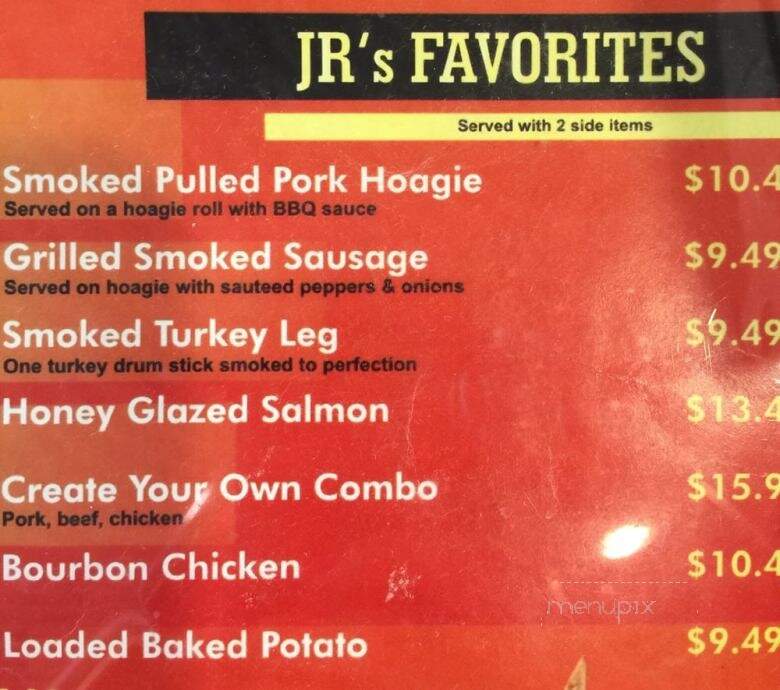 JR's FAVORITES
Served with 2 side items
Smoked Pulled Pork Hoagie $10.4
Served on a hoagie roll with BBQ sauce
Grilled Smoked Sausage $9.49
Served on hoagie with sauteed peppers & onions
Smoked Turkey Leg $9.49
One turkey drum stick smoked to perfection
Honey Glazed Salmon $13.4
Create Your Own Combo $15.9
Pork, beef, chicken
Bourbon Chicken $10.4
menupix
Loaded Baked Potato $9.49